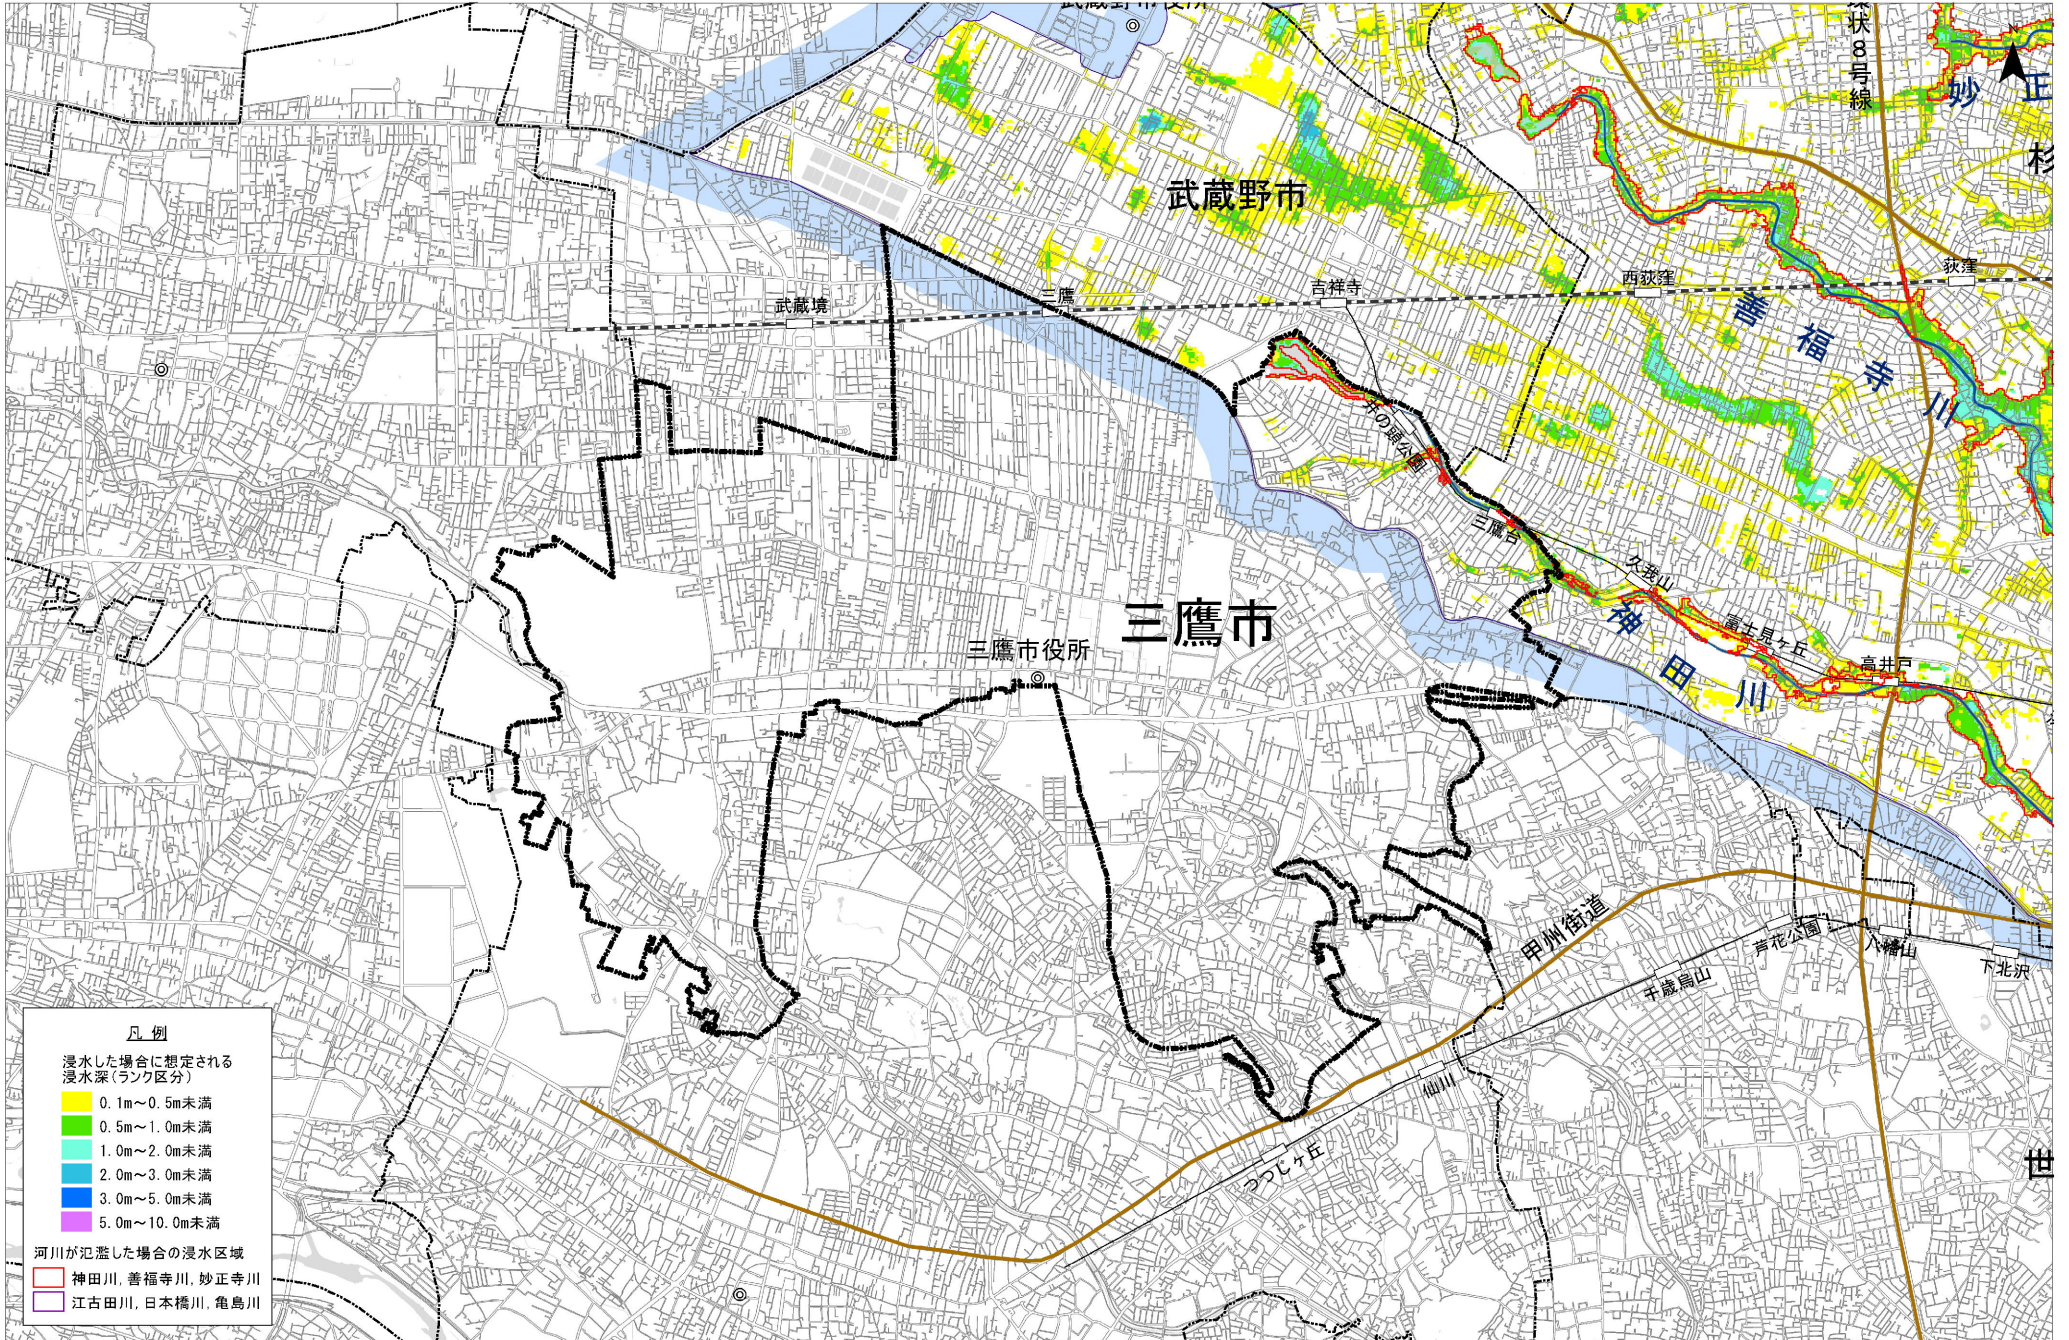 武蔵野市役所
環状8号線
妙正
杉
武蔵野市
荻窪
西荻窪
吉祥寺
三鷹
武蔵境
善福寺川
井の頭公園
三鷹台
久我山
富士見ヶ丘
高井戸
神田川
三鷹市
三鷹市役所
甲州街道
芦花公園
八幡山
下北沢
千歳烏山
仙川
つつじヶ丘
世
凡 例
浸水した場合に想定される
浸水深(ランク区分)
0.1m～0.5m未満
0.5m～1.0m未満
1.0m～2.0m未満
2.0m～3.0m未満
3.0m～5.0m未満
5.0m～10.0m未満
河川が氾濫した場合の浸水区域
神田川, 善福寺川, 妙正寺川
江古田川, 日本橋川, 亀島川